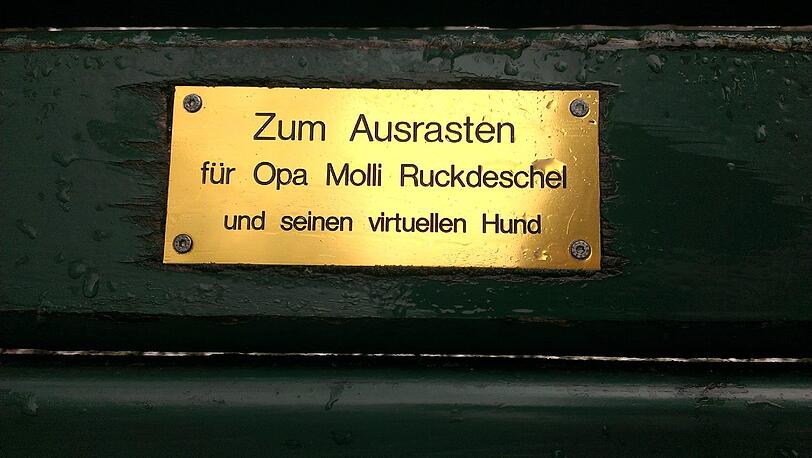 Zum Ausrasten
für Opa Molli Ruckdeschel
und seinen virtuellen Hund